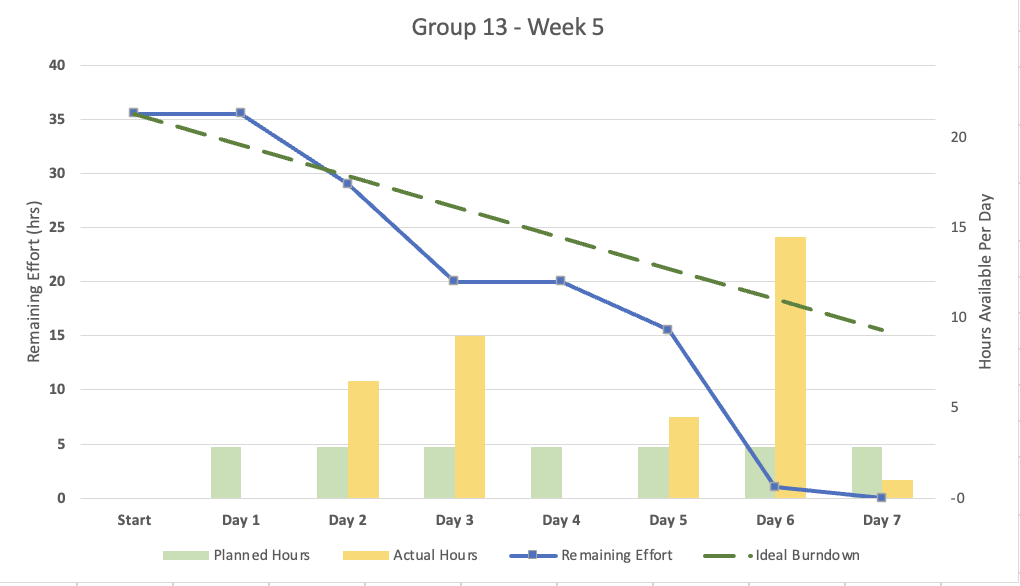 Group 13 - Week 5
40
35
30
25
20
15
10
5
0
Remaining Effort (hrs)
20
15
10
5
-0
Hours Available Per Day
Start Day 1 Day 2 Day 3 Day 4 Day 5 Day 6 Day 7
Planned Hours Actual Hours Remaining Effort Ideal Burndown